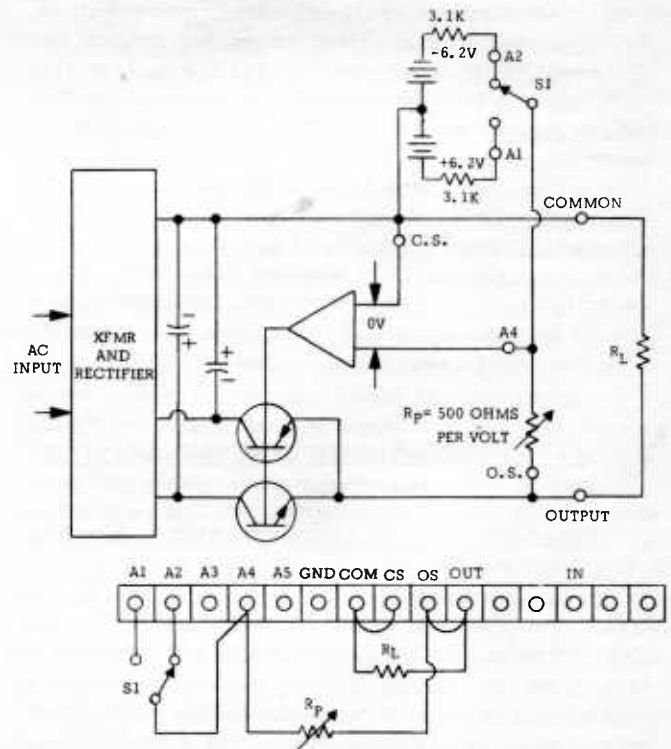 3.1K
-6.2V
A2
S1
+6.2V
A1
3.1K
COMMON
C.S.
0V
XFMR
AND
RECTIFIER
AC
INPUT
-
+
+
-
A4
RL
RP= 500 OHMS
PER VOLT
O.S.
OUTPUT
A1 A2 A3 A4 A5 GND COM CS OS OUT IN
S1
RL
RP